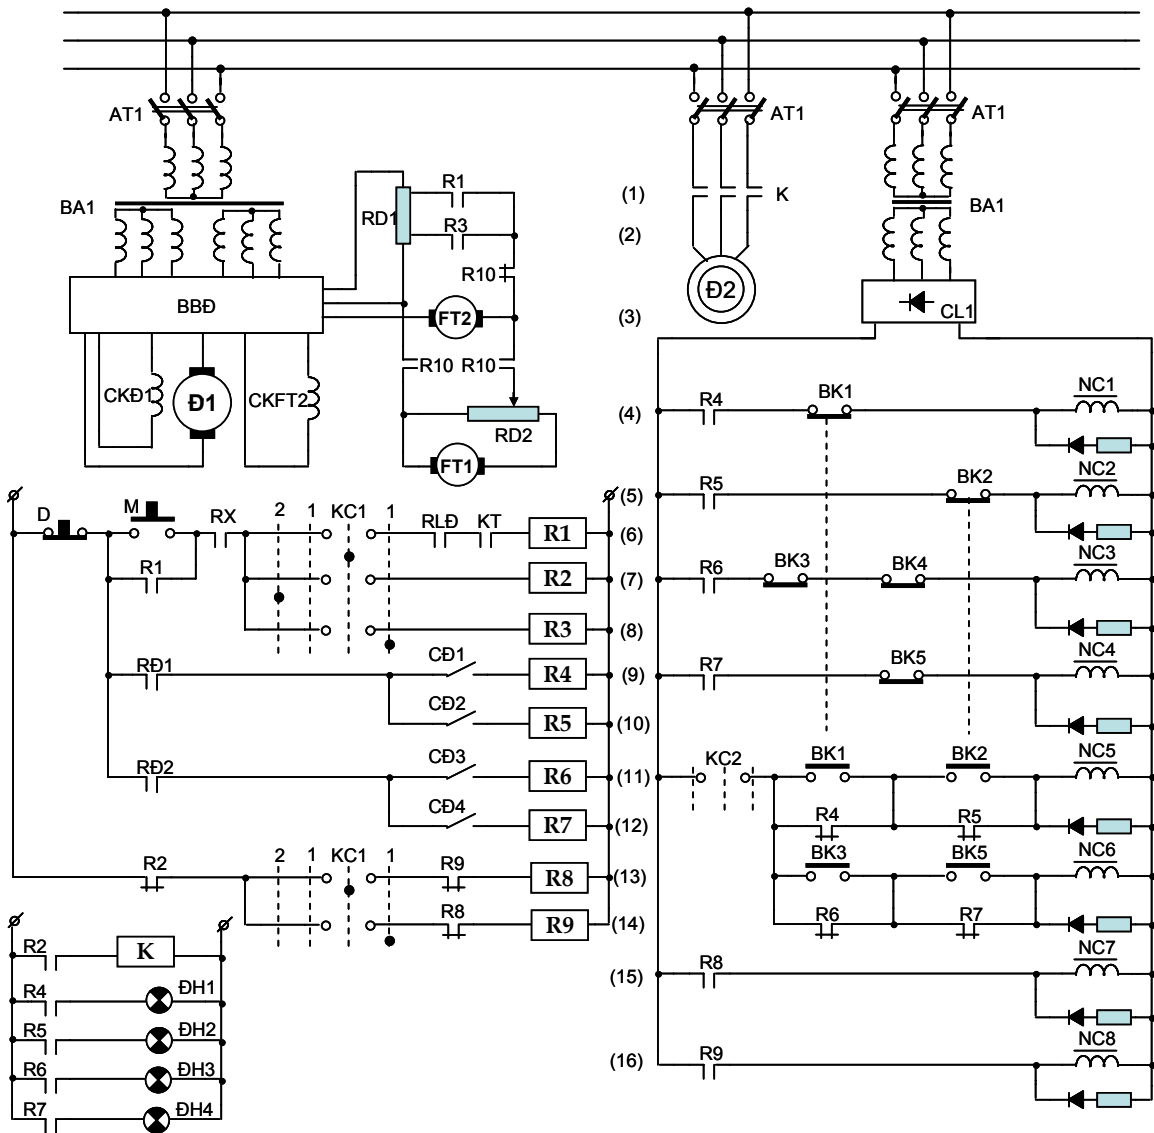 AT1
AT1
AT1
BA1
RD1
R1
R3
R10
(1)
(2)
(3)
K
BA1
BBĐ
FT2
Đ2
CL1
CKĐ1
Đ1
CKFT2
R10
R10
RD2
FT1
(4)
R4
BK1
NC1
(5)
R5
BK2
NC2
D
M
RX
2
1
KC1
1
RLĐ
KT
R1
(6)
R1
R2
(7)
R6
BK3
BK4
NC3
R3
(8)
RĐ1
CĐ1
R4
(9)
R7
BK5
NC4
CĐ2
R5
(10)
RĐ2
CĐ3
R6
(11)
KC2
BK1
BK2
NC5
CĐ4
R7
(12)
R4
R5
R2
2
1
KC1
1
R9
R8
(13)
BK3
BK5
NC6
R8
R9
(14)
R6
R7
R2
K
(15)
R8
NC7
R4
ĐH1
R5
ĐH2
R6
ĐH3
(16)
R9
NC8
R7
ĐH4